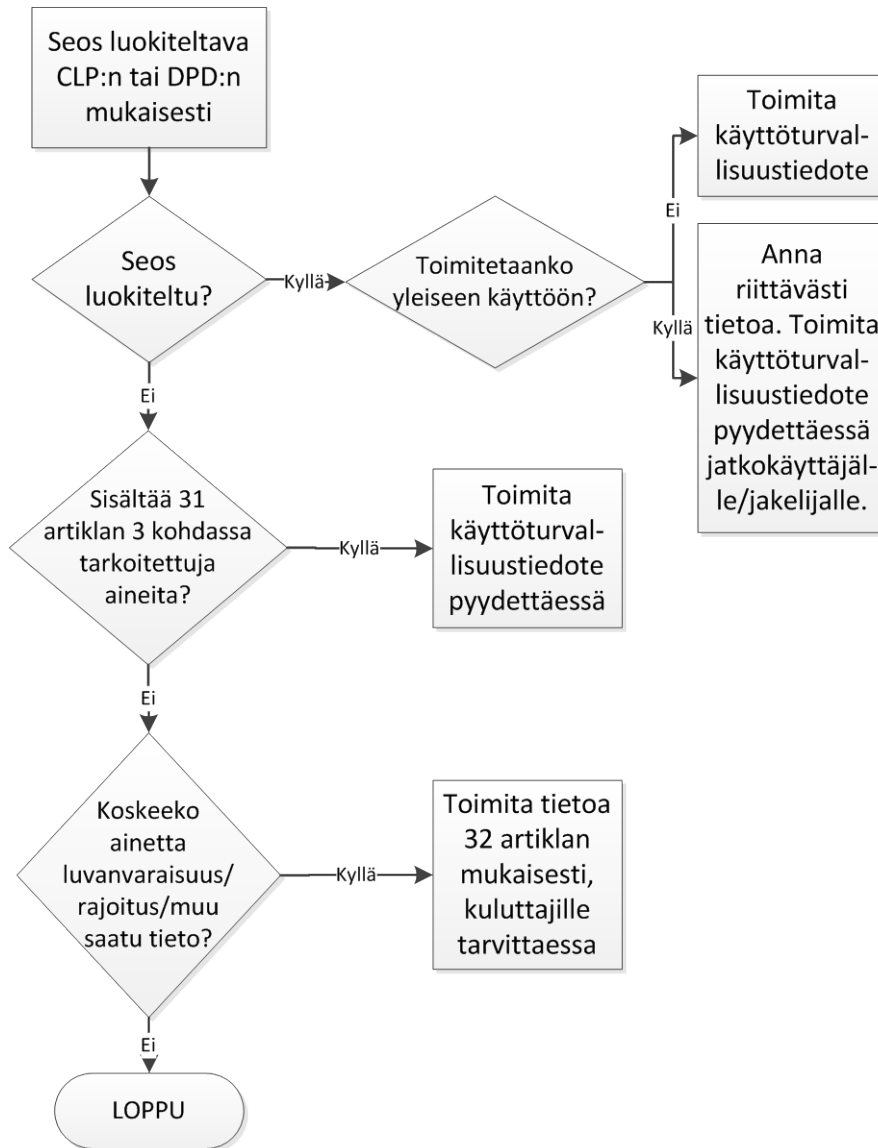 Seos luokiteltava
CLP:n tai DPD:n
mukaisesti
Seos
luokiteltu?
Kyllä
Toimitetaanko
yleiseen käyttöön?
Ei
Toimita
käyttöturval-
lisuustiedote
Kyllä
Anna
riittävästi
tietoa. Toimita
käyttöturval-
lisuustiedote
pyydettäessä
jatkokäyttäjäl-
le/jakelijalle.
Ei
Sisältää 31
artiklan 3 kohdassa
tarkoitettuja
aineita?
Kyllä
Toimita
käyttöturval-
lisuustiedote
pyydettäessä
Ei
Koskeeko
ainetta
luvanvaraisuus/
rajoitus/muu
saatu tieto?
Kyllä
Toimita tietoa
32 artiklan
mukaisesti,
kuluttajille
tarvittaessa
Ei
LOPPU